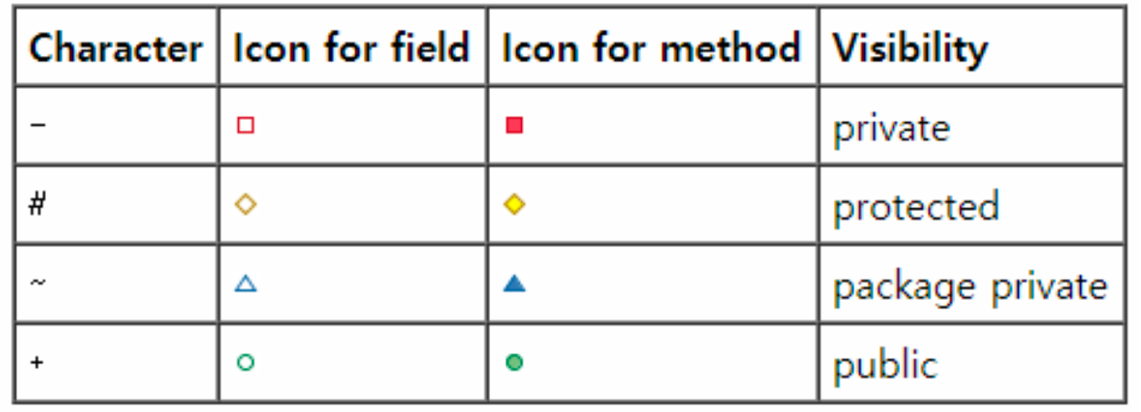 Character Icon for field Icon for method Visibility
– private
# protected
~ package private
+ public